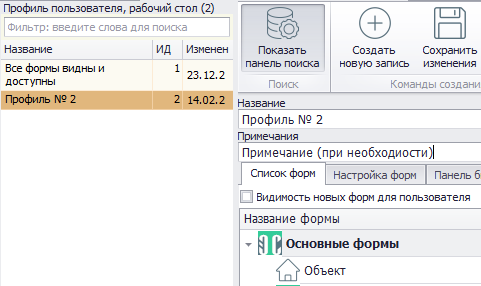 Профиль пользователя, рабочий стол (2)
Фильтр: введите слова для поиска
Название ИД Изменен
Все формы видны и доступны 1 23.12.2
Профиль № 2 2 14.02.2
Показать панель поиска
Создать новую запись
Сохранить изменения
Поиск
Команды создани
Название
Профиль № 2
Примечания
Примечание (при необходиости)
Список форм Настройка форм Панель б
Видимость новых форм для пользователя
Название формы
Основные формы
Объект